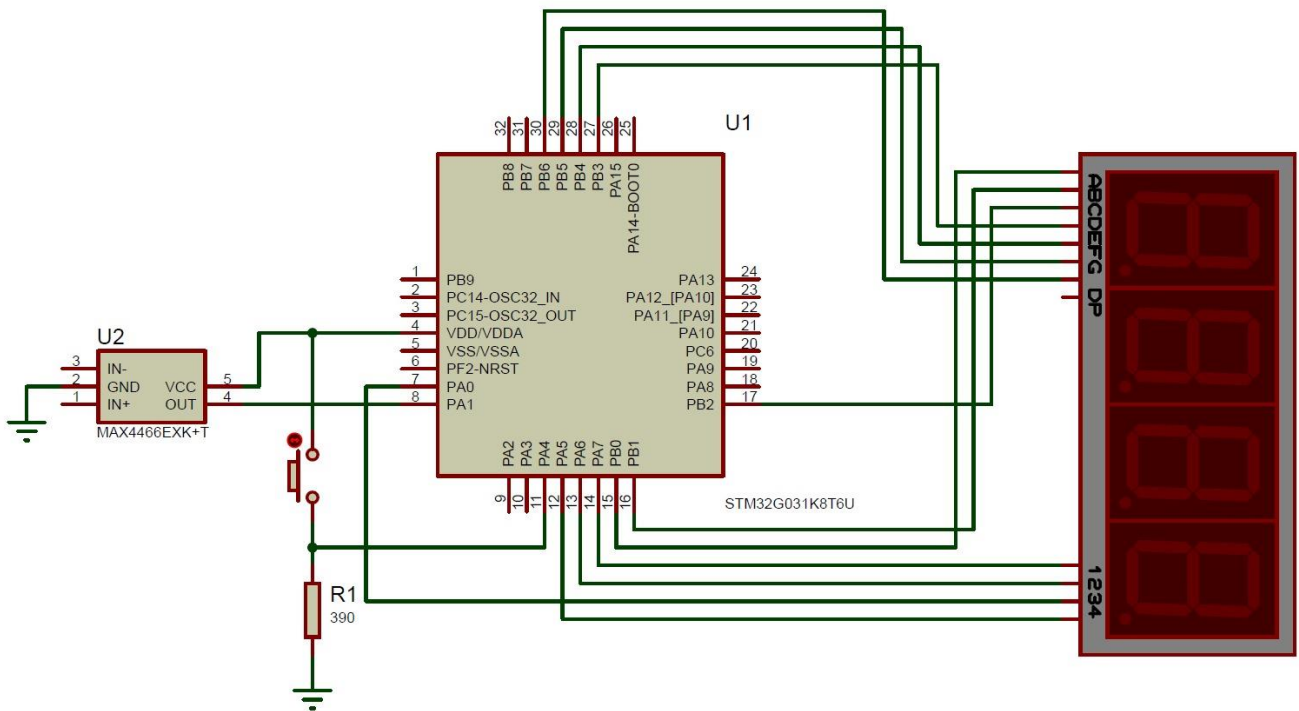 U1
32
31
30
29
28
27
26
25
PB8
PB7
PB6
PB5
PB4
PB3
PA15
PA14-BOOT0
1 PB9
2 PC14-OSC32_IN
3 PC15-OSC32_OUT
4 VDD/VDDA
5 VSS/VSSA
6 PF2-NRST
7 PA0
8 PA1
PA13 24
PA12_[PA10] 23
PA11_[PA9] 22
PA10 21
PC6 20
PA9 19
PA8 18
PB2 17
PA2
PA3
PA4
PA5
PA6
PA7
PB0
PB1
9
10
11
12
13
14
15
16
STM32G031K8T6U
U2
3 IN-
2 GND
1 IN+
VCC 5
OUT 4
MAX4466EXK+T
R1
390
ABCDEFG DP
1234